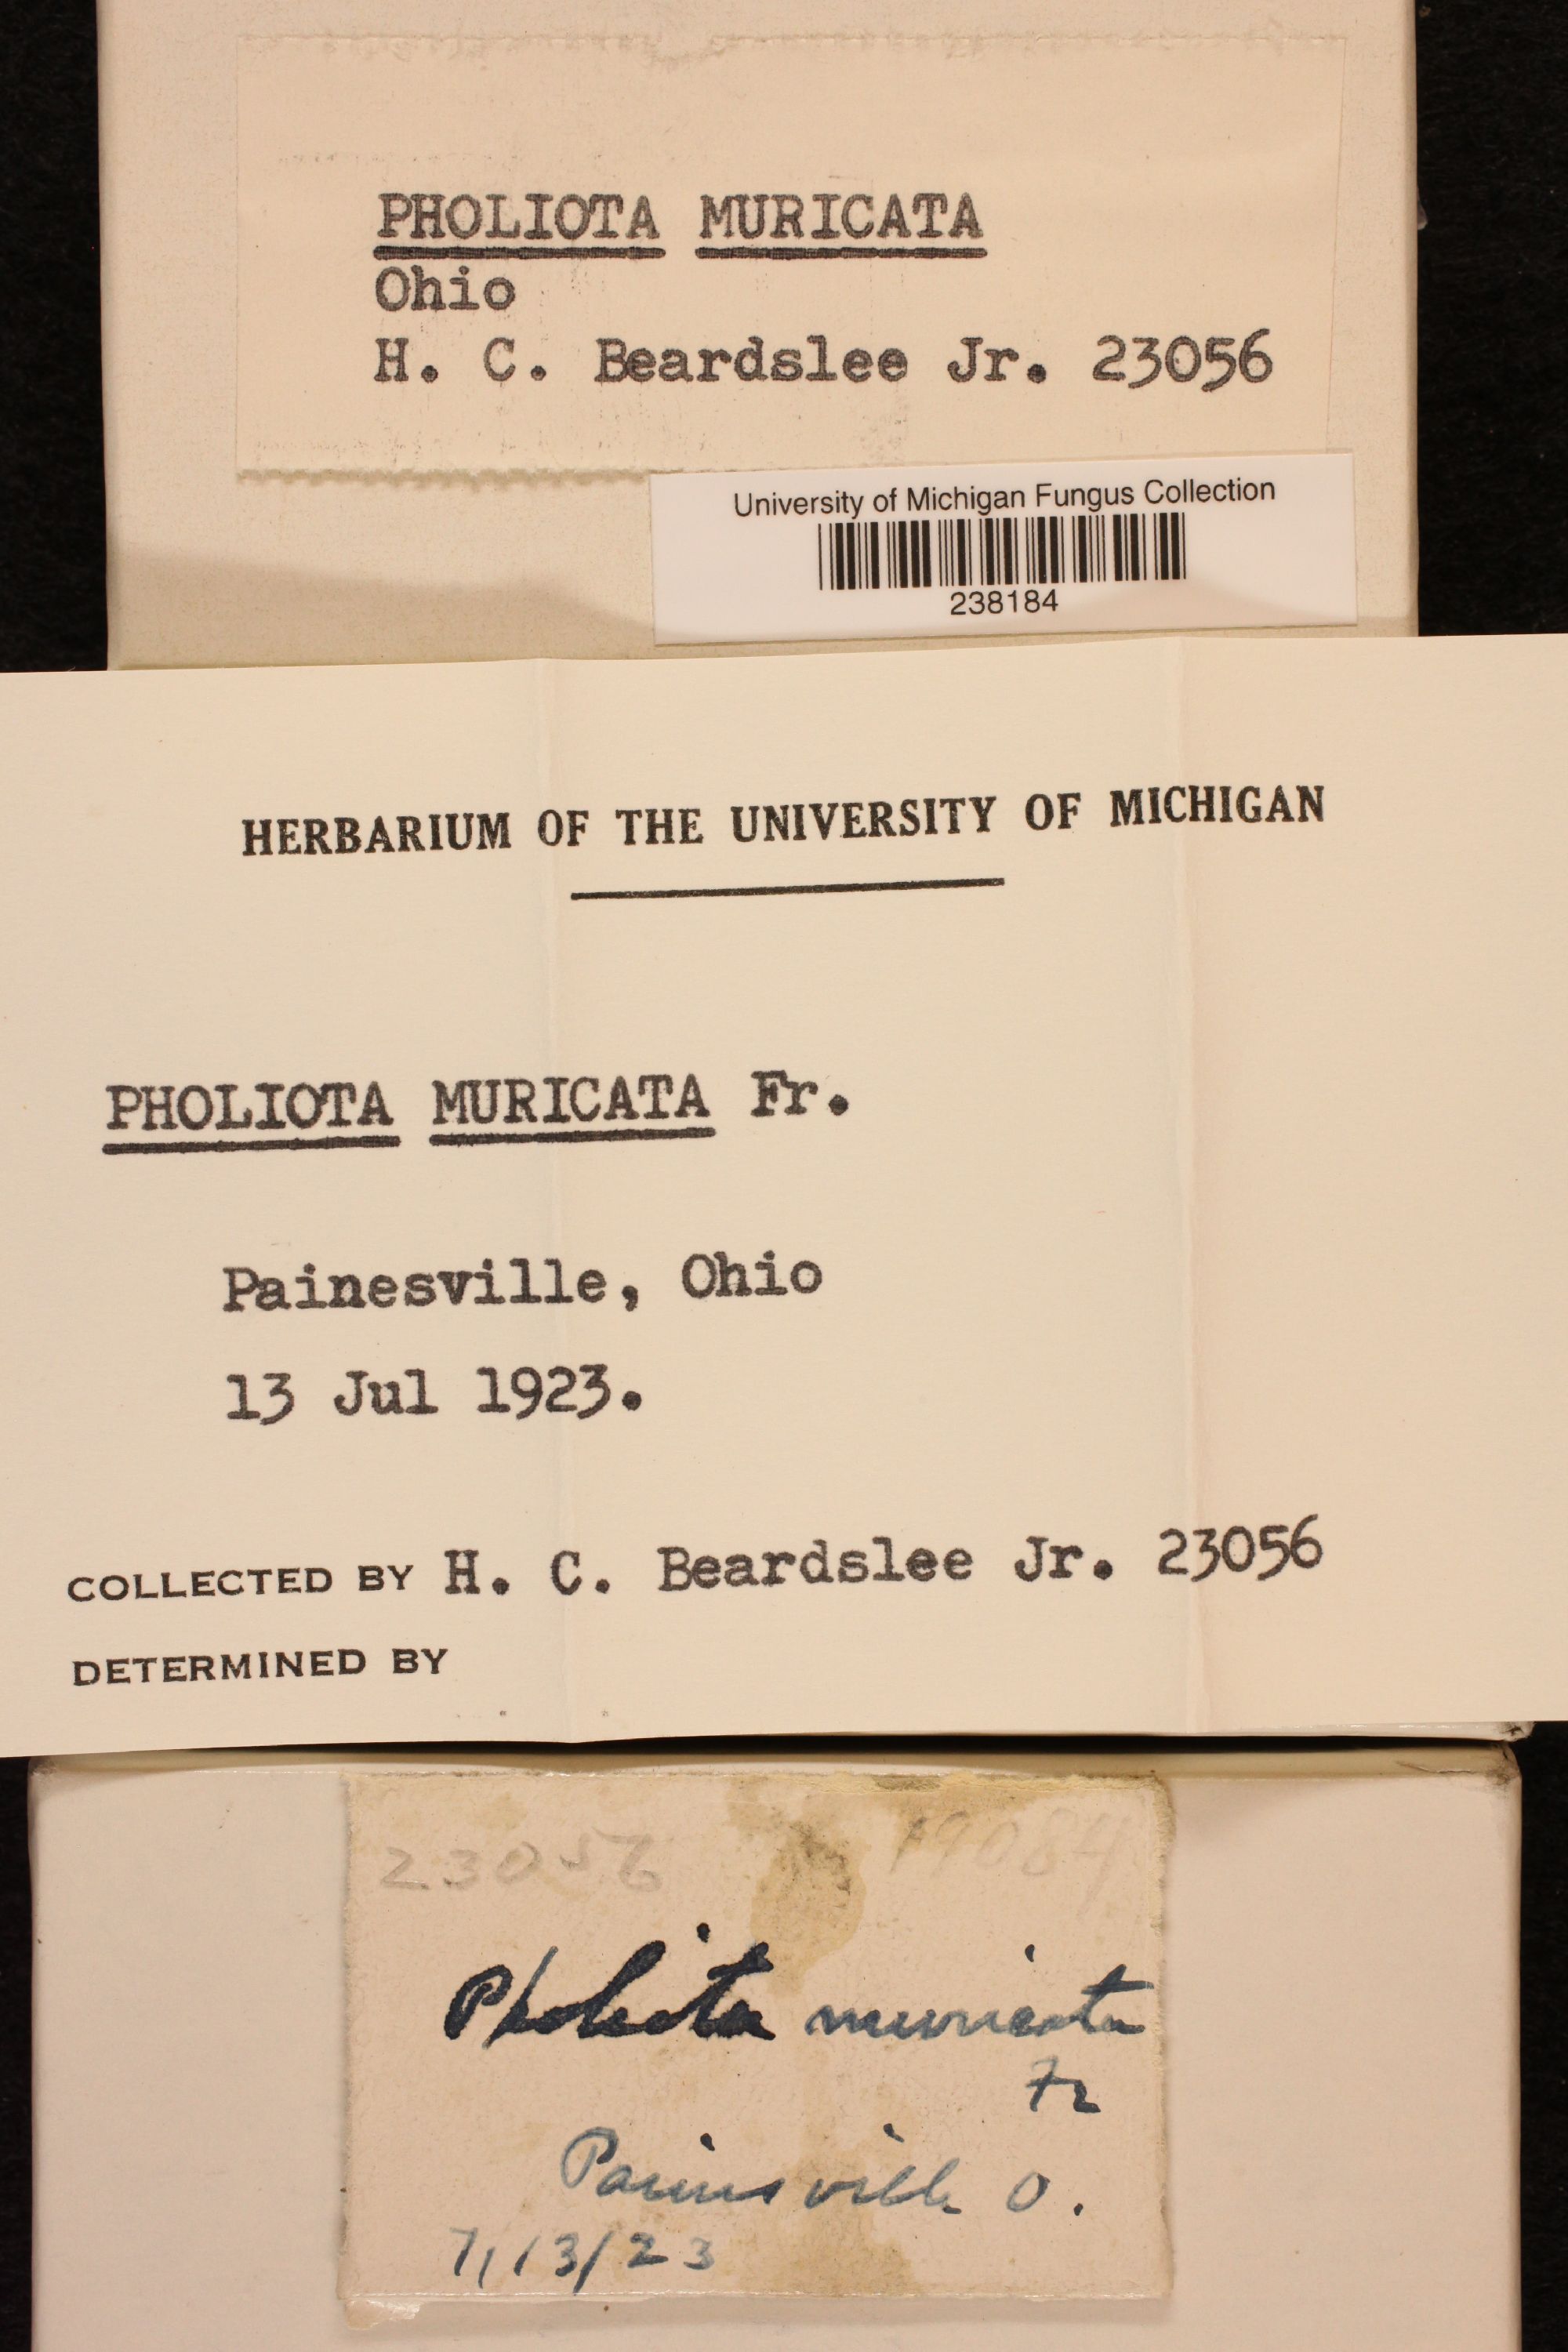 PHOLIOTA MURICATA
Ohio
H. C. Beardslee Jr. 23056
University of Michigan Fungus Collection
238184
HERBARIUM OF THE UNIVERSITY OF MICHIGAN
PHOLIOTA MURICATA Fr.
Painesville, Ohio
13 Jul 1923.
COLLECTED BY H. C. Beardslee Jr. 23056
DETERMINED BY
23056 19084
Pholiota muricata
Fr
Painesville O.
7/13/23